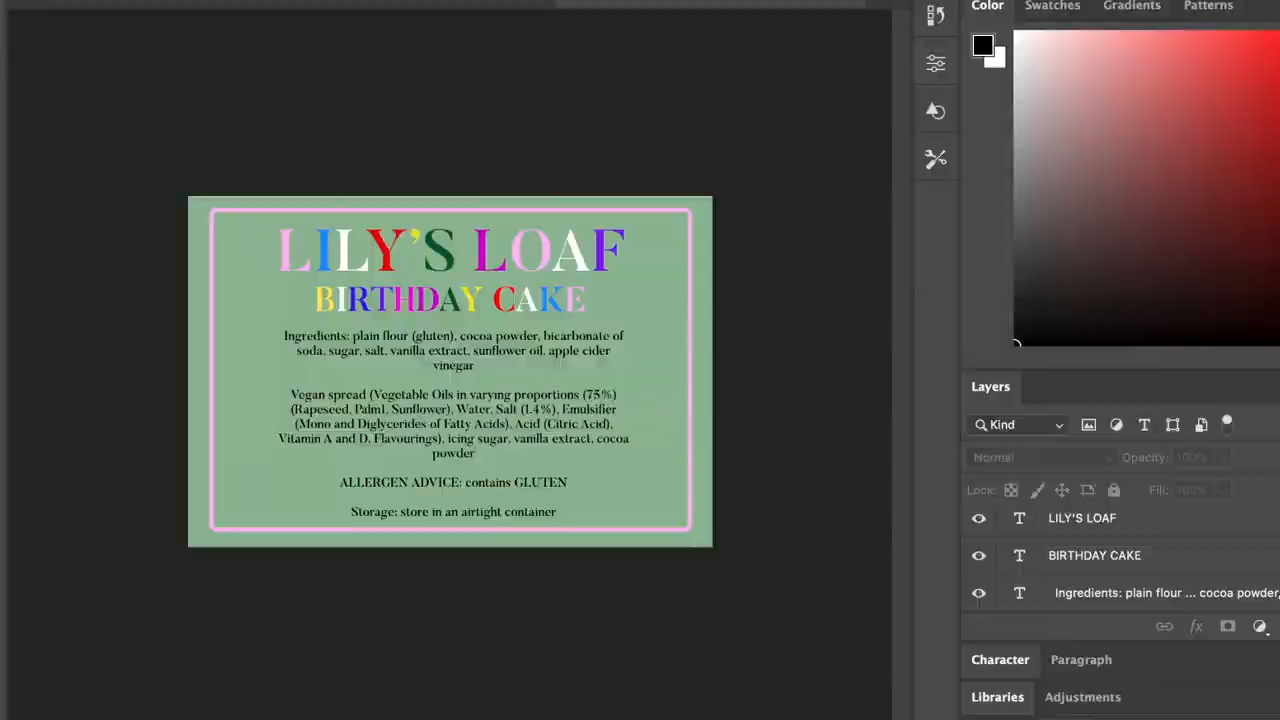 Color Swatches Gradients Patterns
LILY'S LOAF
BIRTHDAY CAKE
Ingredients: plain flour (gluten), cocoa powder, bicarbonate of
soda, sugar, salt, vanilla extract, sunflower oil, apple cider
vinegar
Vegan spread (Vegetable Oils in varying proportions (75%)
(Rapeseed, Palm1, Sunflower), Water, Salt (1.4%), Emulsifier
(Mono and Diglycerides of Fatty Acids), Acid (Citric Acid),
Vitamin A and D, Flavourings), icing sugar, vanilla extract, cocoa
powder
ALLERGEN ADVICE: contains GLUTEN
Storage: store in an airtight container
Layers
Kind
Normal Opacity: 100%
Lock: Fill: 100%
T LILY'S LOAF
T BIRTHDAY CAKE
T Ingredients: plain flour ... cocoa powder,
fx
Character Paragraph
Libraries Adjustments